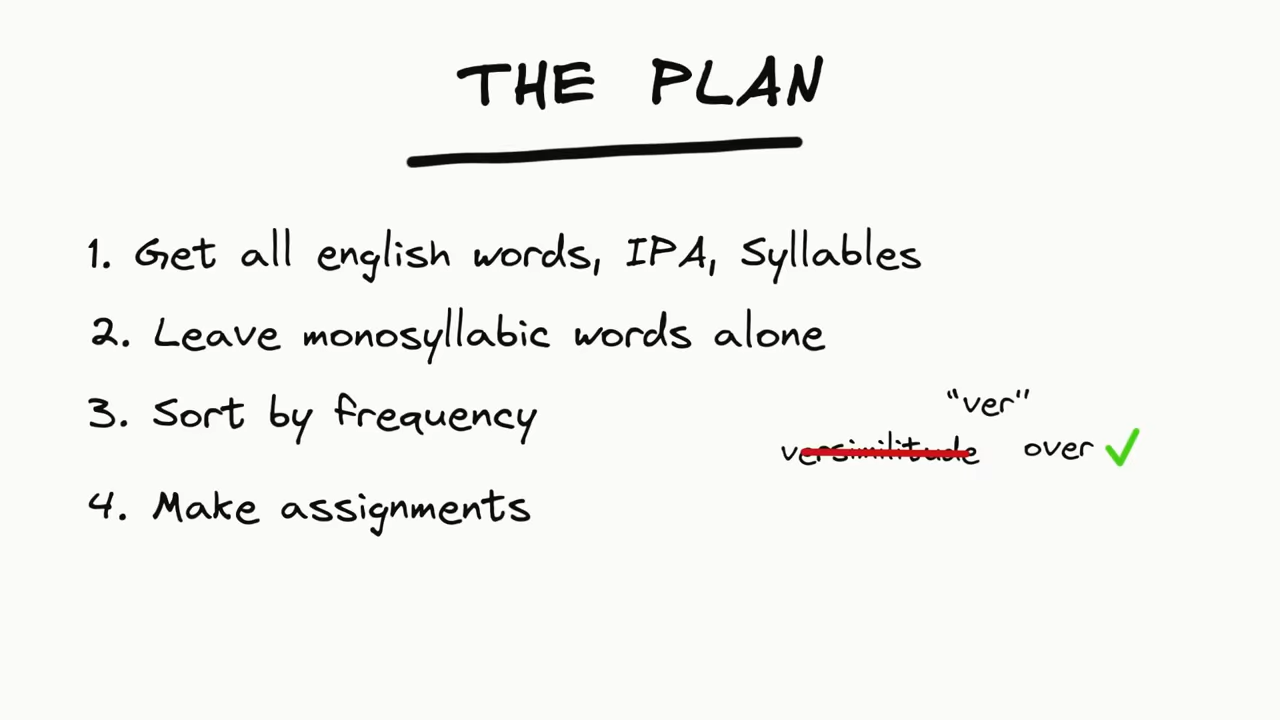 THE PLAN
1. Get all english words, IPA, Syllables
2. Leave monosyllabic words alone
3. Sort by frequency
"ver"
versimilitude over ✓
4. Make assignments